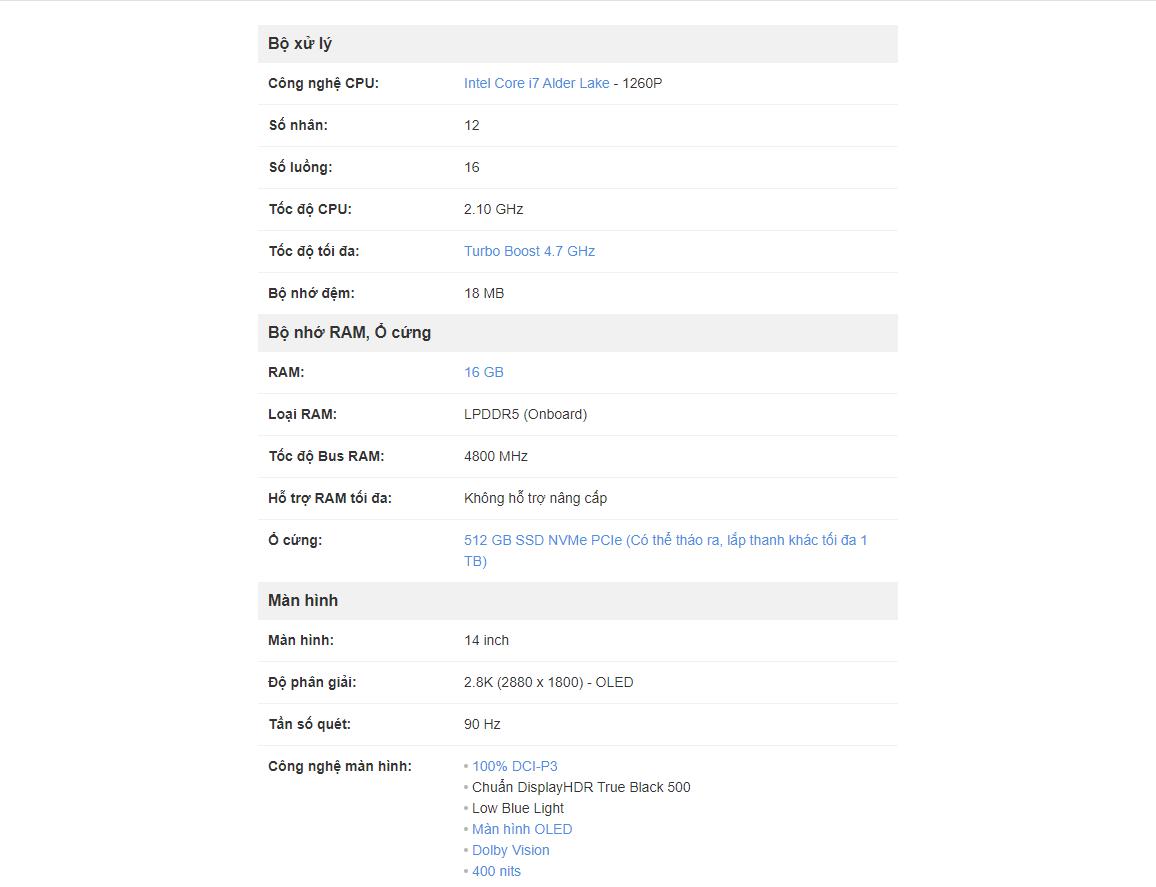 Bộ xử lý
Công nghệ CPU: Intel Core i7 Alder Lake - 1260P
Số nhân: 12
Số luồng: 16
Tốc độ CPU: 2.10 GHz
Tốc độ tối đa: Turbo Boost 4.7 GHz
Bộ nhớ đệm: 18 MB
Bộ nhớ RAM, Ổ cứng
RAM: 16 GB
Loại RAM: LPDDR5 (Onboard)
Tốc độ Bus RAM: 4800 MHz
Hỗ trợ RAM tối đa: Không hỗ trợ nâng cấp
Ổ cứng: 512 GB SSD NVMe PCIe (Có thể tháo ra, lắp thanh khác tối đa 1
TB)
Màn hình
Màn hình: 14 inch
Độ phân giải: 2.8K (2880 x 1800) - OLED
Tần số quét: 90 Hz
Công nghệ màn hình: • 100% DCI-P3
• Chuẩn DisplayHDR True Black 500
• Low Blue Light
• Màn hình OLED
• Dolby Vision
• 400 nits